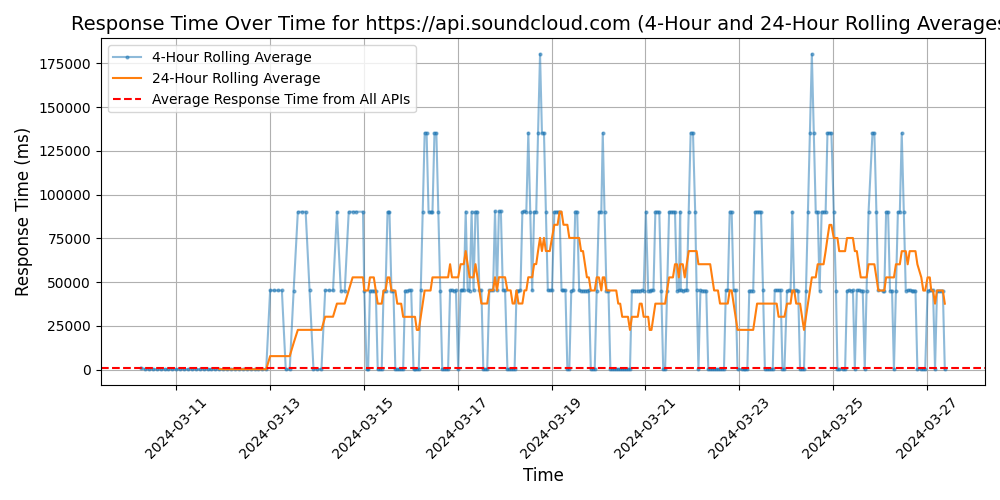 Response Time Over Time for https://api.soundcloud.com (4-Hour and 24-Hour Rolling Averages
4-Hour Rolling Average
24-Hour Rolling Average
Average Response Time from All APIs
Response Time (ms)
175000
150000
125000
100000
75000
50000
25000
0
2024-03-11
2024-03-13
2024-03-15
2024-03-17
2024-03-19
2024-03-21
2024-03-23
2024-03-25
2024-03-27
Time